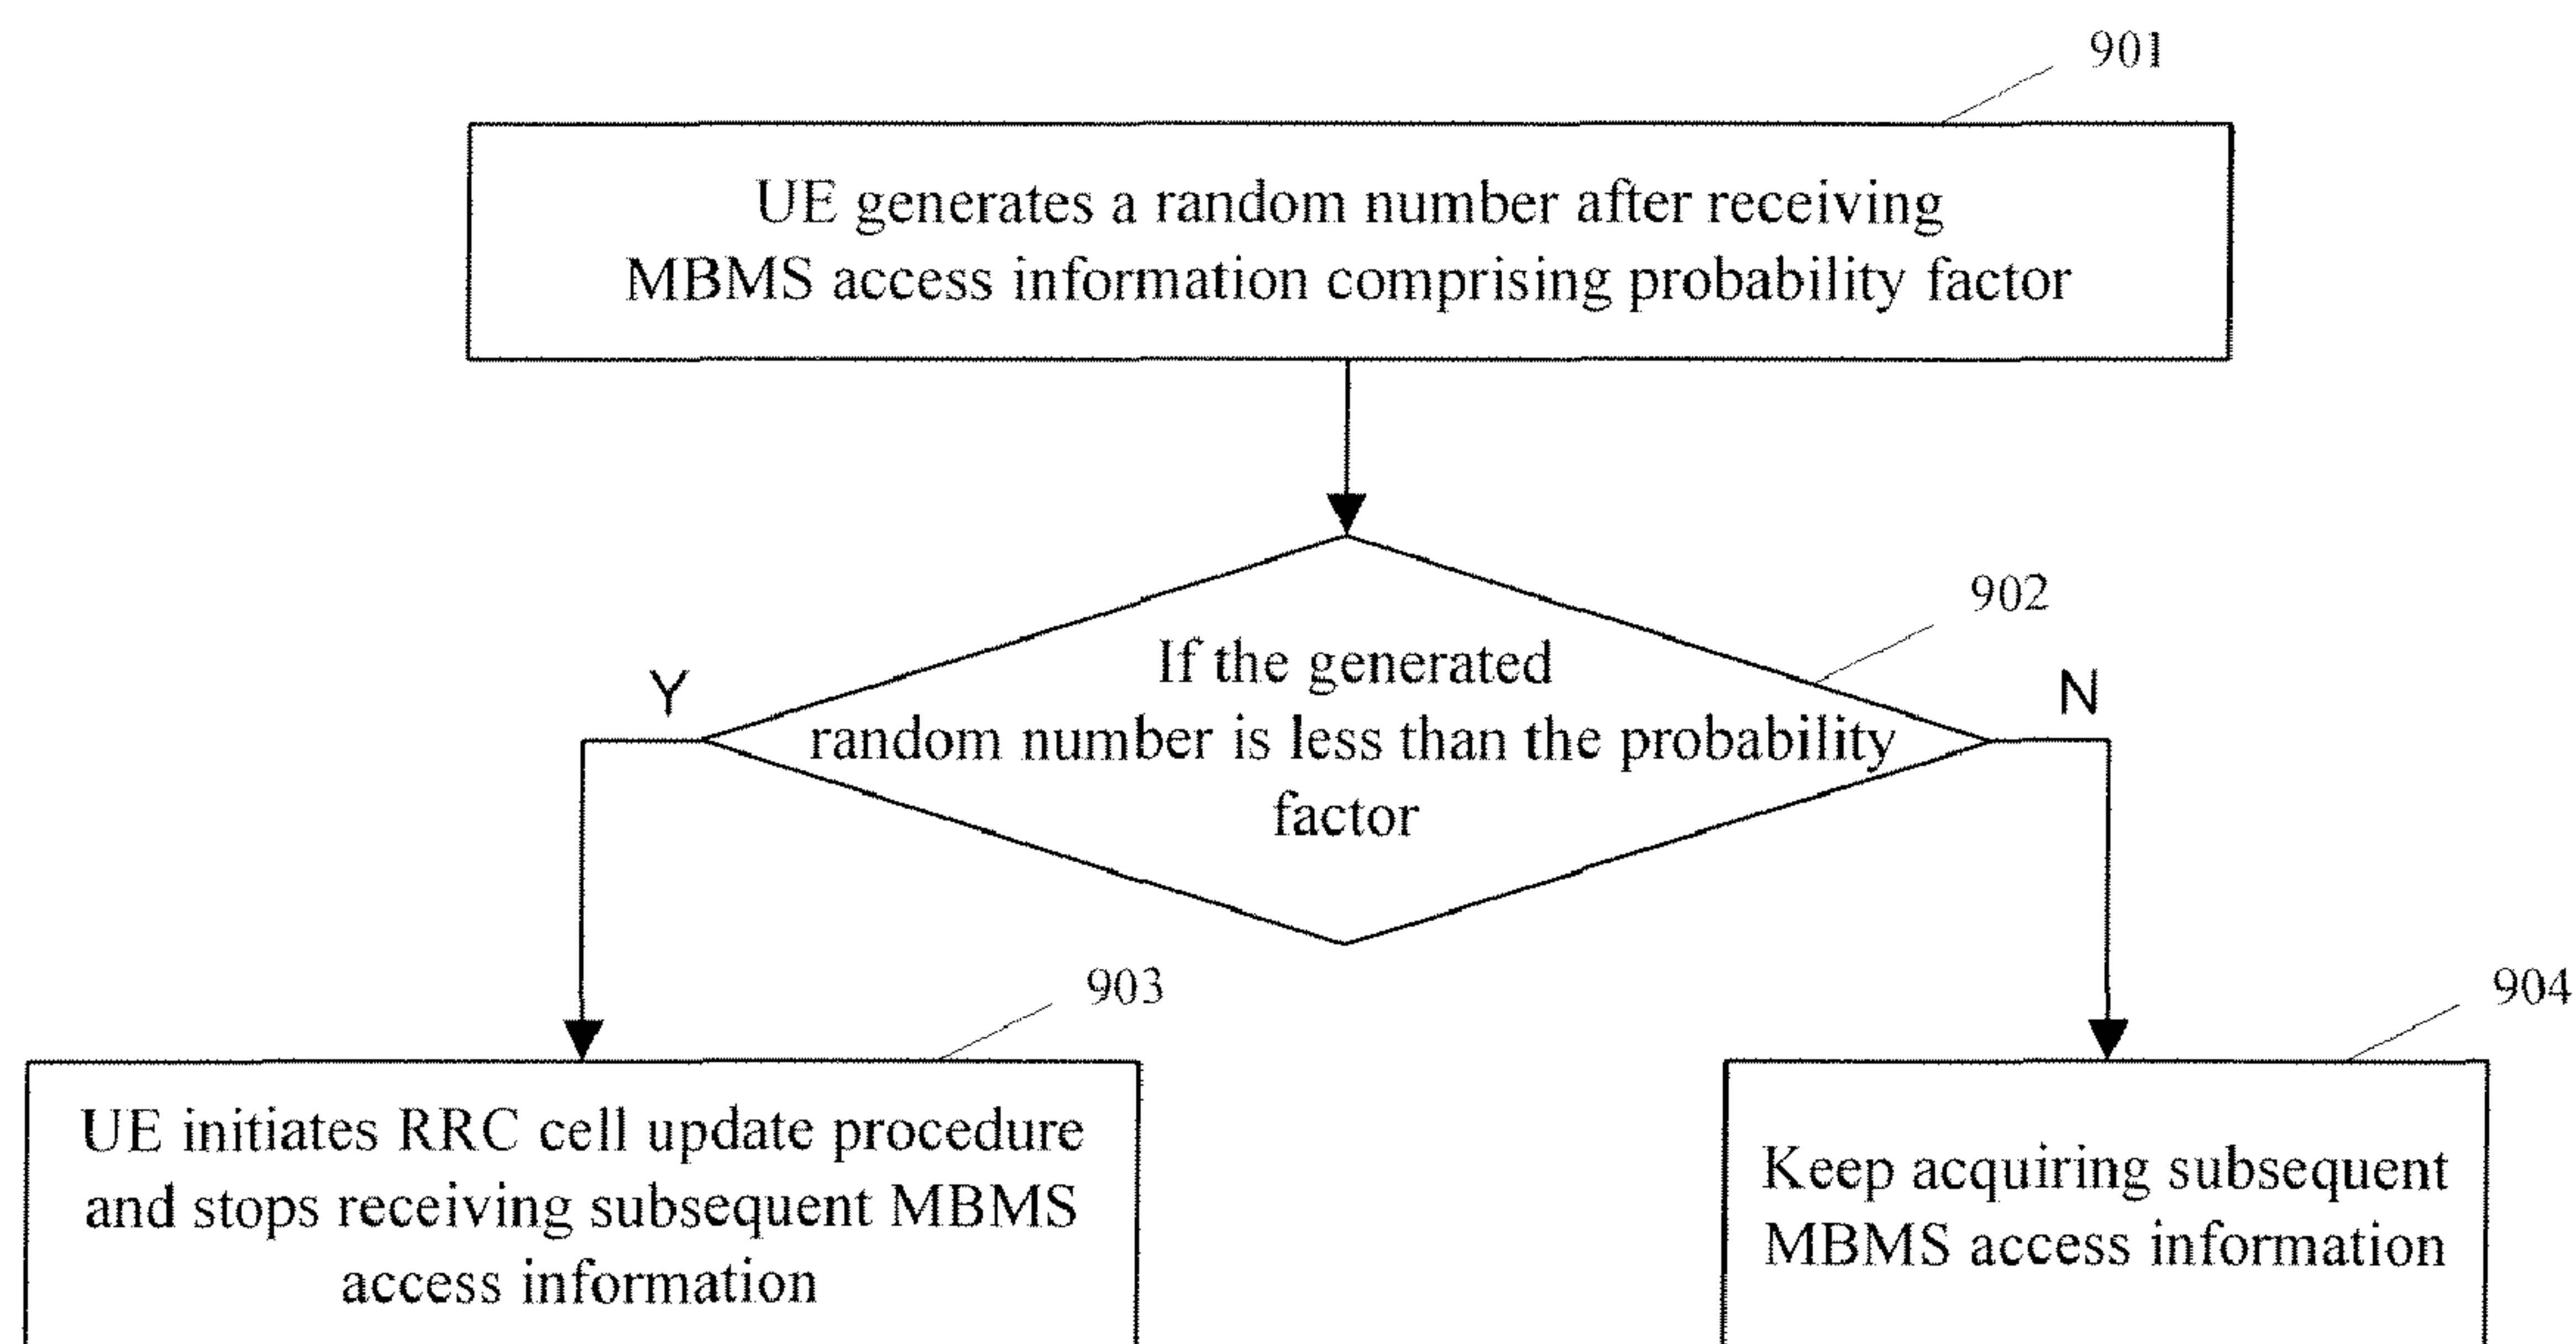 901
UE generates a random number after receiving
MBMS access information comprising probability factor
902
If the generated
random number is less than the probability
factor
Y
N
903
904
UE initiates RRC cell update procedure
and stops receiving subsequent MBMS
access information
Keep acquiring subsequent
MBMS access information